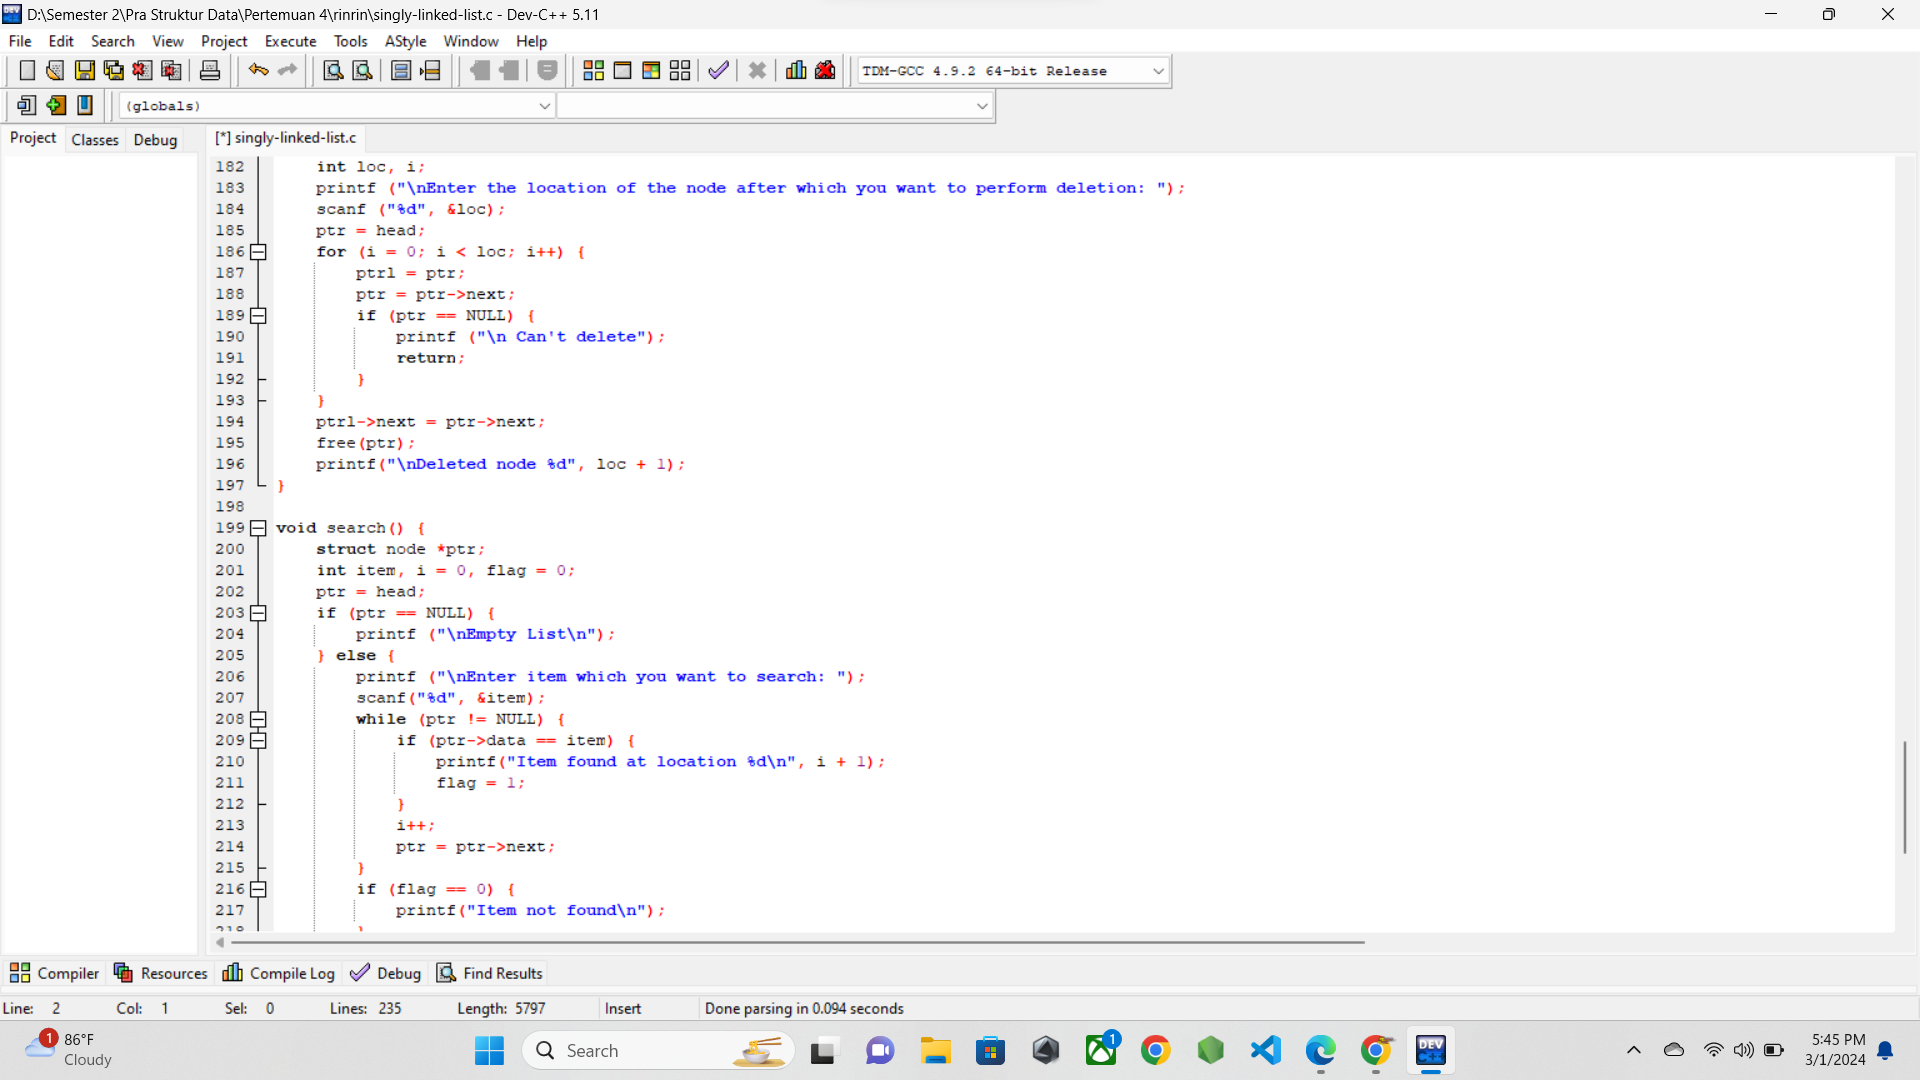 D:\Semester 2\Pra Struktur Data\Pertemuan 4\rinrin\singly-linked-list.c - Dev-C++ 5.11
File Edit Search View Project Execute Tools AStyle Window Help
TDM-GCC 4.9.2 64-bit Release
(globals)
Project Classes Debug [*] singly-linked-list.c
182 int loc, i;
183 printf ("\nEnter the location of the node after which you want to perform deletion: ");
184 scanf ("%d", &loc);
185 ptr = head;
186 for (i = 0; i < loc; i++) {
187 ptr1 = ptr;
188 ptr = ptr->next;
189 if (ptr == NULL) {
190 printf ("\n Can't delete");
191 return;
192 }
193 }
194 ptr1->next = ptr->next;
195 free(ptr);
196 printf("\nDeleted node %d", loc + 1);
197 }
198
199 void search() {
200 struct node *ptr;
201 int item, i = 0, flag = 0;
202 ptr = head;
203 if (ptr == NULL) {
204 printf ("\nEmpty List\n");
205 } else {
206 printf ("\nEnter item which you want to search: ");
207 scanf("%d", &item);
208 while (ptr != NULL) {
209 if (ptr->data == item) {
210 printf("Item found at location %d\n", i + 1);
211 flag = 1;
212 }
213 i++;
214 ptr = ptr->next;
215 }
216 if (flag == 0) {
217 printf("Item not found\n");
218 }
Compiler Resources Compile Log Debug Find Results
Line: 2 Col: 1 Sel: 0 Lines: 235 Length: 5797 Insert Done parsing in 0.094 seconds
1 86°F
Cloudy
Search
1
DEV C++
5:45 PM
3/1/2024